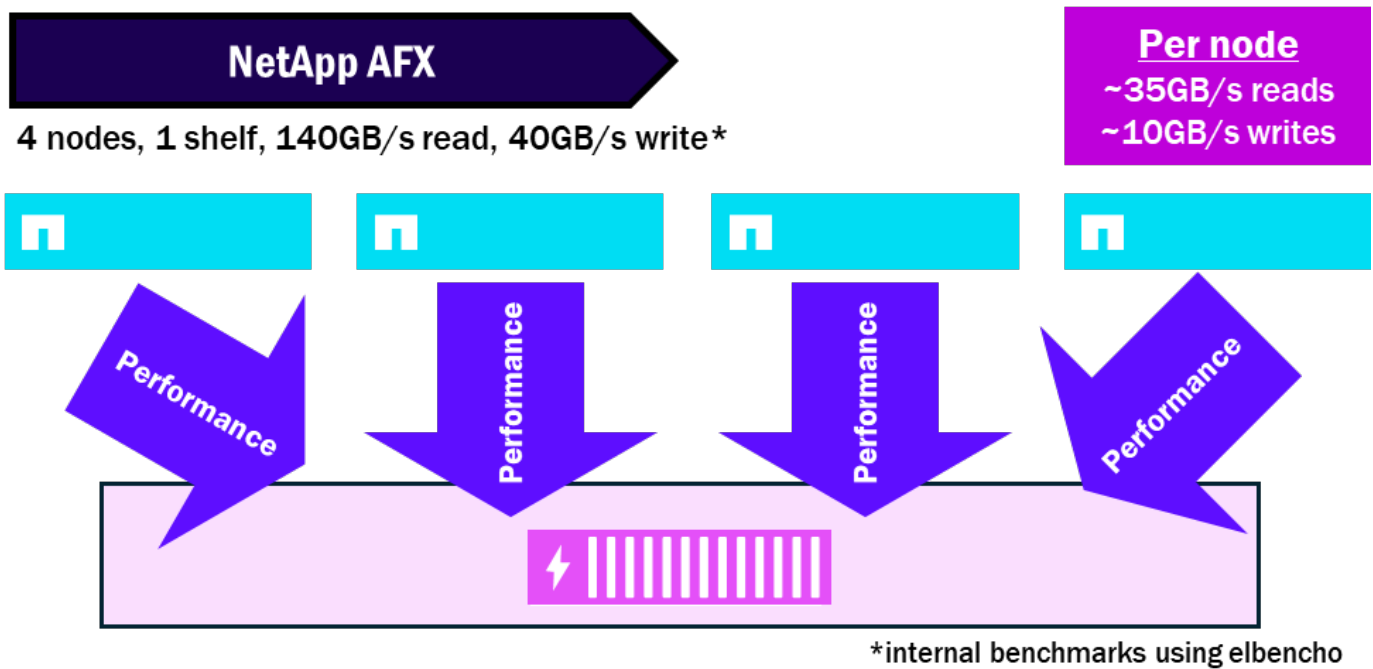 NetApp AFX
Per node
~35GB/s reads
~10GB/s writes
4 nodes, 1 shelf, 140GB/s read, 40GB/s write*
Performance
Performance
Performance
Performance
*internal benchmarks using elbencho